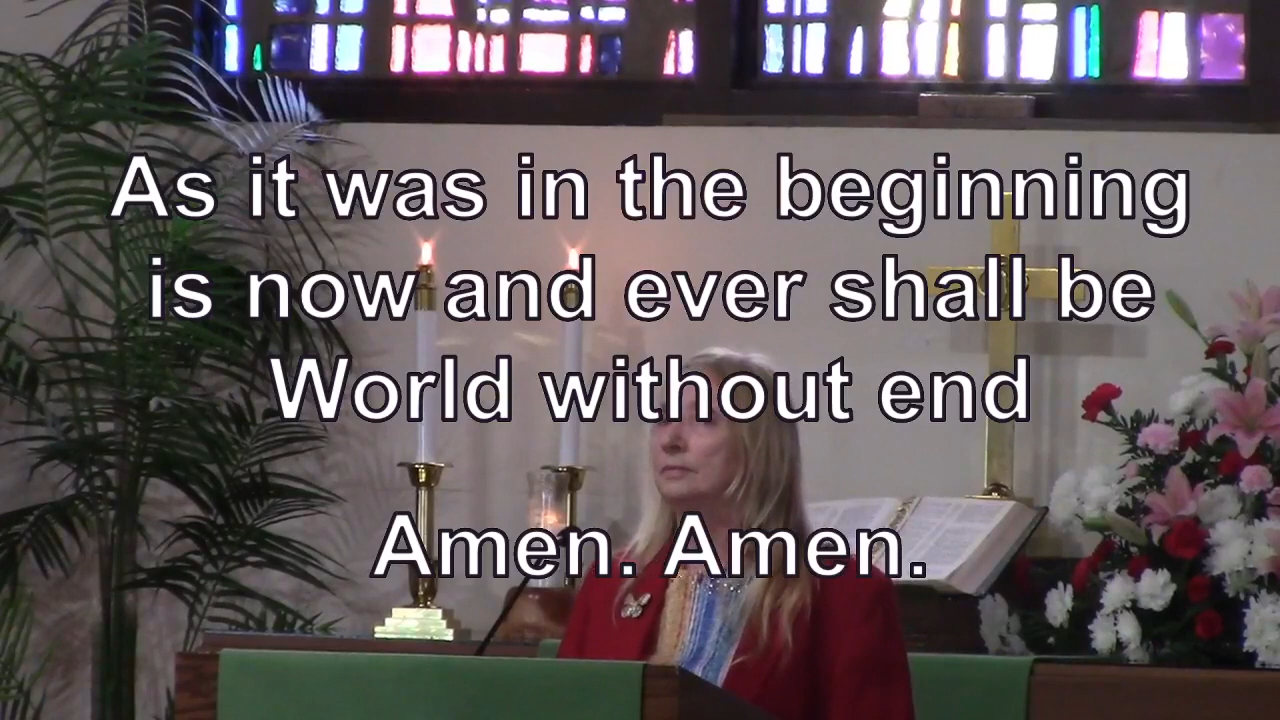 As it was in the beginning
is now and ever shall be
World without end
Amen. Amen.